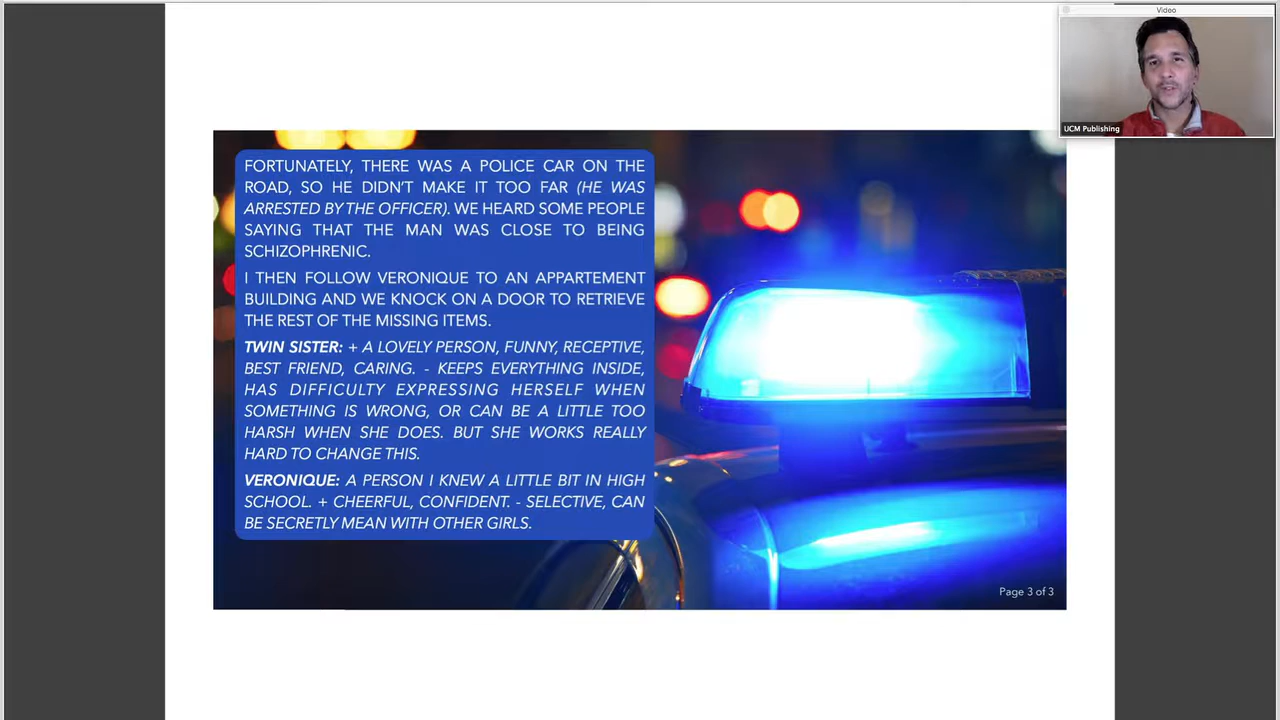 Video
UCM Publishing
FORTUNATELY, THERE WAS A POLICE CAR ON THE
ROAD, SO HE DIDN'T MAKE IT TOO FAR (HE WAS
ARRESTED BY THE OFFICER). WE HEARD SOME PEOPLE
SAYING THAT THE MAN WAS CLOSE TO BEING
SCHIZOPHRENIC.
I THEN FOLLOW VERONIQUE TO AN APPARTEMENT
BUILDING AND WE KNOCK ON A DOOR TO RETRIEVE
THE REST OF THE MISSING ITEMS.
TWIN SISTER: + A LOVELY PERSON, FUNNY, RECEPTIVE,
BEST FRIEND, CARING. - KEEPS EVERYTHING INSIDE,
HAS DIFFICULTY EXPRESSING HERSELF WHEN
SOMETHING IS WRONG, OR CAN BE A LITTLE TOO
HARSH WHEN SHE DOES. BUT SHE WORKS REALLY
HARD TO CHANGE THIS.
VERONIQUE: A PERSON I KNEW A LITTLE BIT IN HIGH
SCHOOL. + CHEERFUL, CONFIDENT. - SELECTIVE, CAN
BE SECRETLY MEAN WITH OTHER GIRLS.
Page 3 of 3